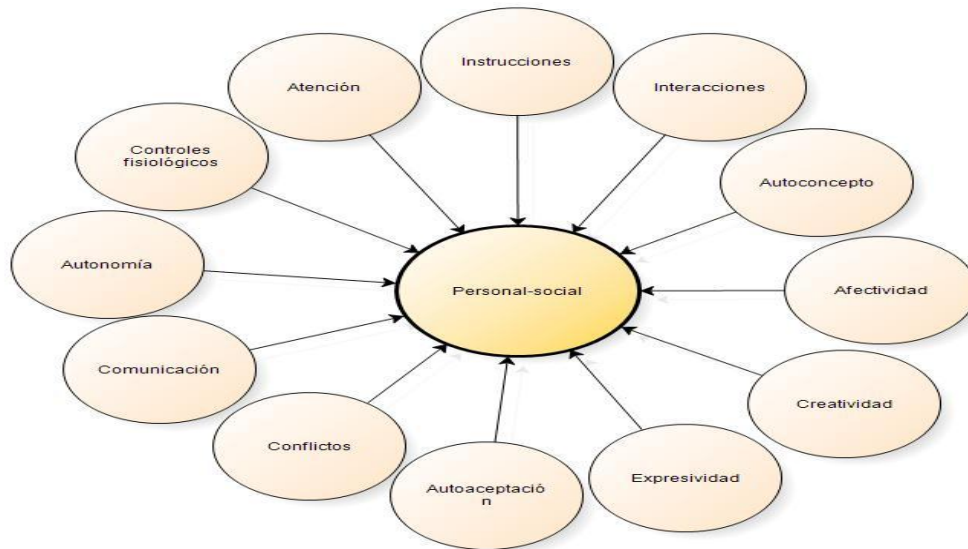 Instrucciones
Atención
Interacciones
Controles
fisiológicos
Autoconcepto
Autonomía
Personal-social
Afectividad
Comunicación
Creatividad
Conflictos
Expresividad
Autoaceptació
n